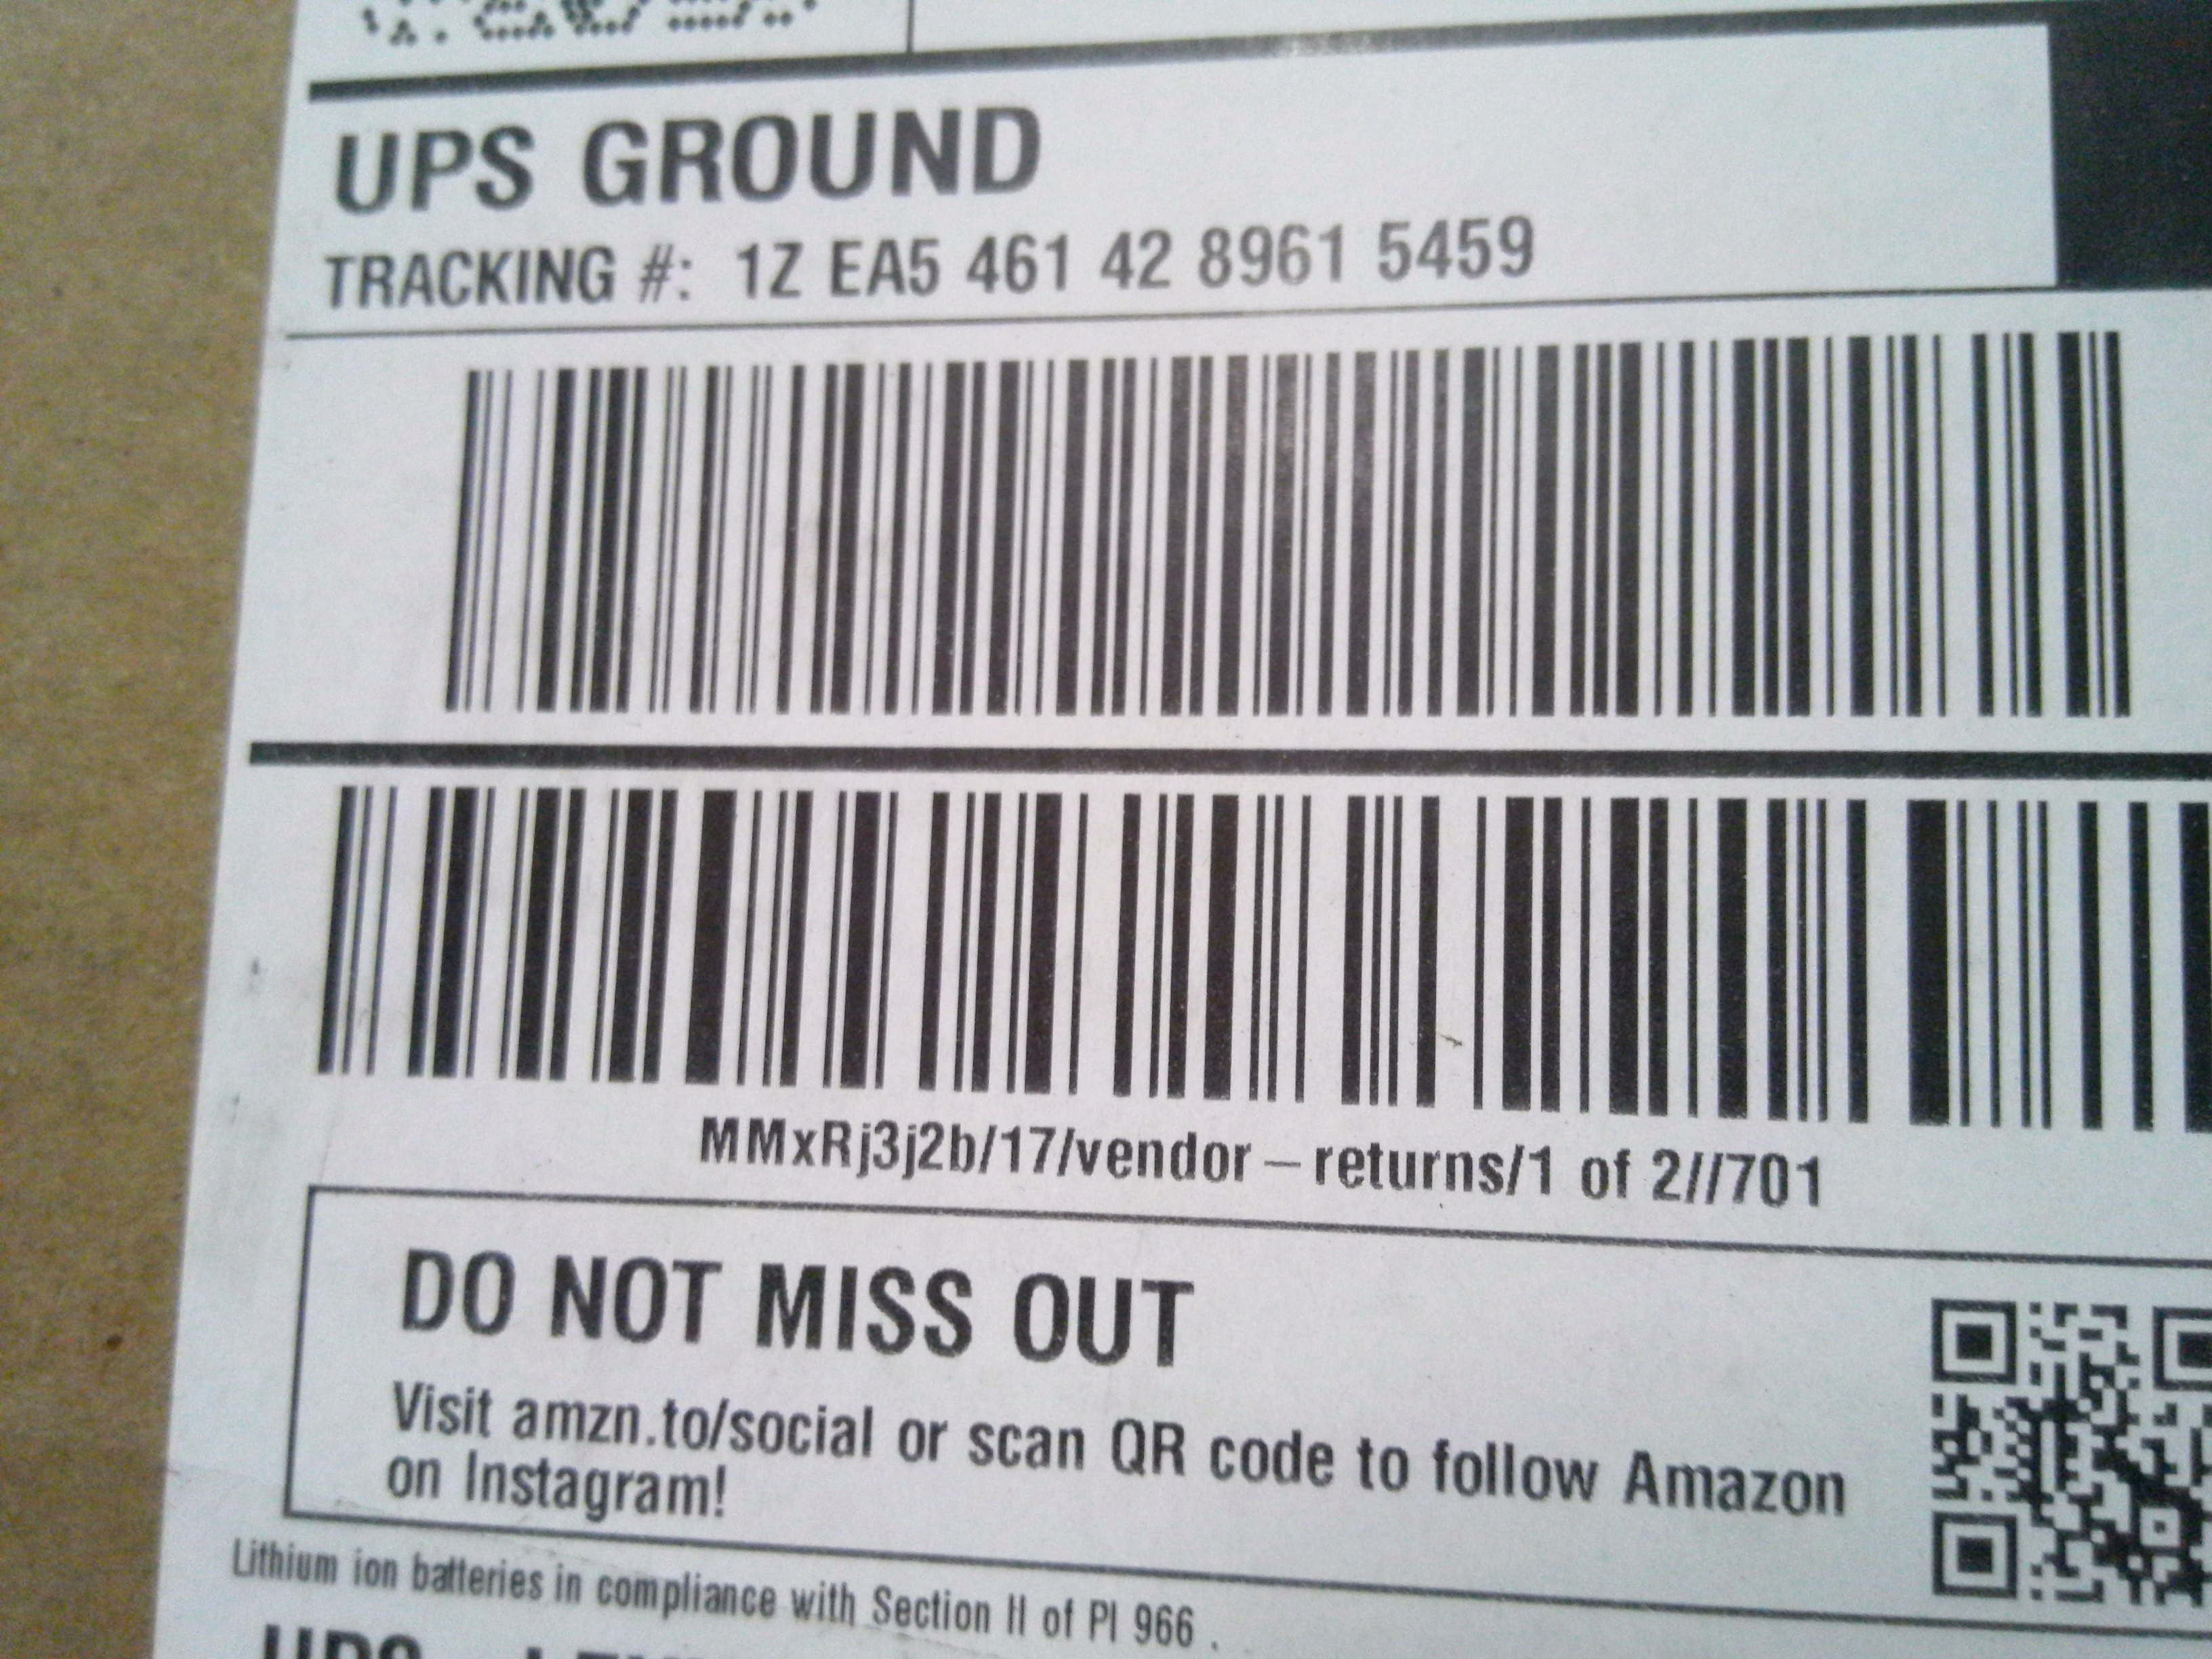 UPS GROUND
TRACKING #: 1Z EA5 461 42 8961 5459
MMxRj3j2b/17/vendor-returns/1 of 2//701
DO NOT MISS OUT
Visit amzn.to/social or scan QR code to follow Amazon
on Instagram!
Lithium ion batteries in compliance with Section II of PI 966 .
UPS